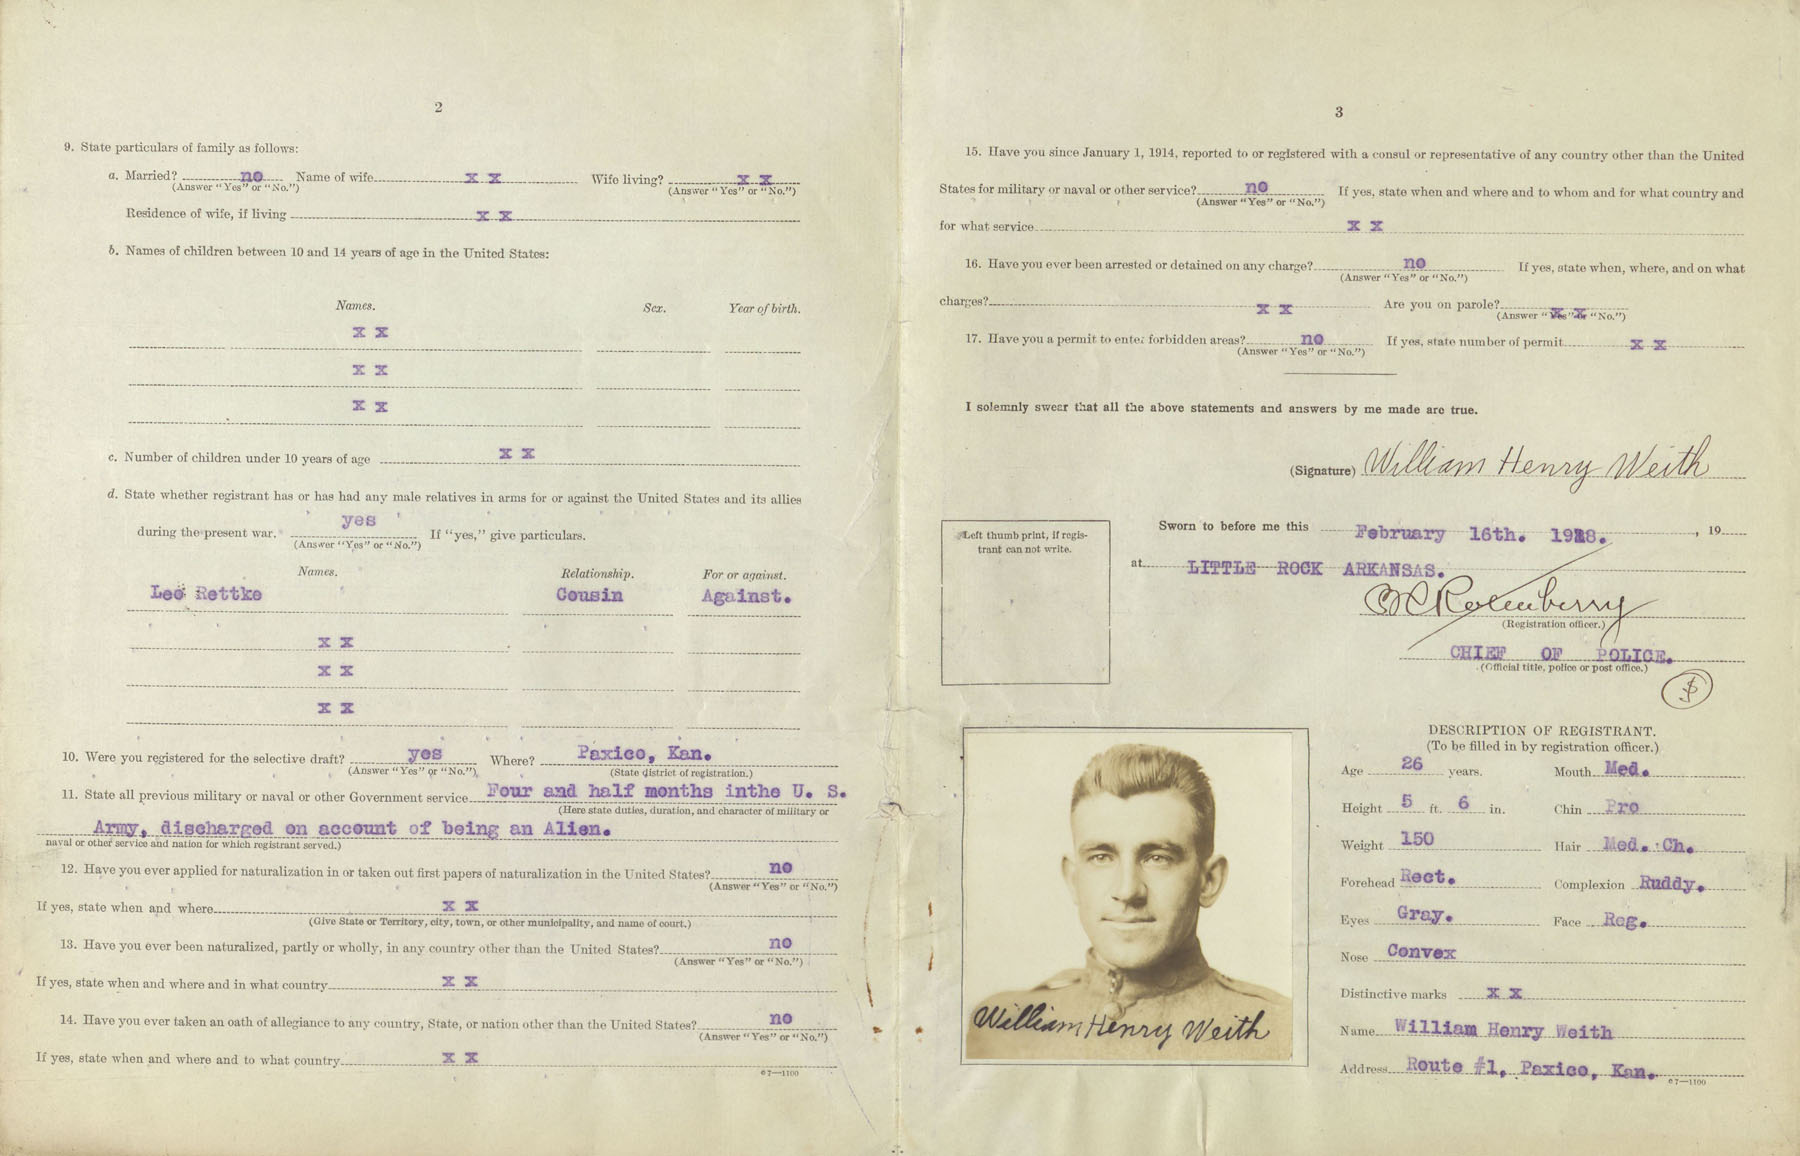 2
9. State particulars of family as follows:
a. Married? no Name of wife x x Wife living? x x
(Answer "Yes" or "No.") (Answer "Yes" or "No.")
Residence of wife, if living x x
b. Names of children between 10 and 14 years of age in the United States:
Names. Sex. Year of birth.
x x
x x
x x
c. Number of children under 10 years of age x x
d. State whether registrant has or has had any male relatives in arms for or against the United States and its allies
during the present war. yes If "yes," give particulars.
(Answer "Yes" or "No.")
Names. Relationship. For or against.
Leo Rettke Cousin Against.
x x
x x
x x
10. Were you registered for the selective draft? yes Where? Paxico, Kan.
(Answer "Yes" or "No.") (State district of registration.)
11. State all previous military or naval or other Government service Four and half months inthe U. S.
(Here state duties, duration, and character of military or
Army, discharged on account of being an Alien.
naval or other service and nation for which registrant served.)
12. Have you ever applied for naturalization in or taken out first papers of naturalization in the United States? no
(Answer "Yes" or "No")
If yes, state when and where x x
(Give State or Territory, city, town, or other municipality, and name of court.)
13. Have you ever been naturalized, partly or wholly, in any country other than the United States? no
(Answer "Yes" or "No.")
If yes, state when and where and in what country x x
14. Have you ever taken an oath of allegiance to any country, State, or nation other than the United States? no
(Answer "Yes" or "No.")
If yes, state when and where and to what country x x
c7—1100
3
15. Have you since January 1, 1914, reported to or registered with a consul or representative of any country other than the United
States for military or naval or other service? no If yes, state when and where and to whom and for what country and
(Answer "Yes" or "No.")
for what service x x
16. Have you ever been arrested or detained on any charge? no If yes, state when, where, and on what
(Answer "Yes" or "No.")
charges? x x Are you on parole? x x
(Answer "Yes" or "No.")
17. Have you a permit to enter forbidden areas? no If yes, state number of permit x x
(Answer "Yes" or "No.")
I solemnly swear that all the above statements and answers by me made are true.
(Signature) William Henry Weith
Left thumb print, if regis-
trant can not write.
Sworn to before me this February 16th. 1918. , 19
at LITTLE ROCK ARKANSAS.
Rotenberry
(Registration officer.)
CHIEF OF POLICE.
(Official title, police or post office.)
William Henry Weith
DESCRIPTION OF REGISTRANT.
(To be filled in by registration officer.)
Age 26 years. Mouth Med.
Height 5 ft. 6 in. Chin Pro
Weight 150 Hair Med. Ch.
Forehead Rect. Complexion Ruddy.
Eyes Gray. Face Reg.
Nose Convex
Distinctive marks x x
Name William Henry Weith
Address Route #1, Paxico, Kan.
c7—1100